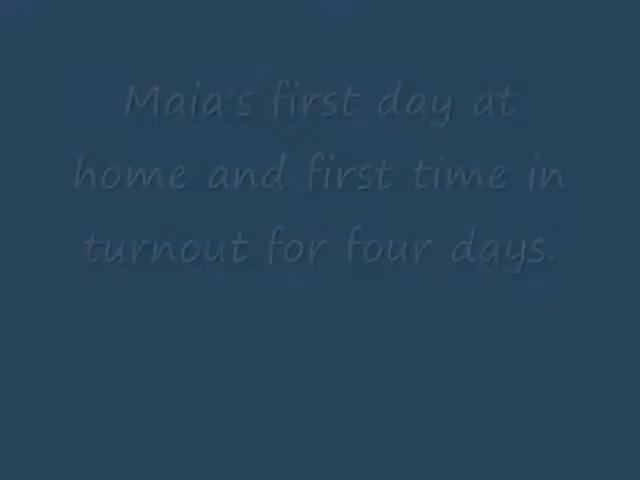 Maia's first day at
home and first time in
turnout for four days.